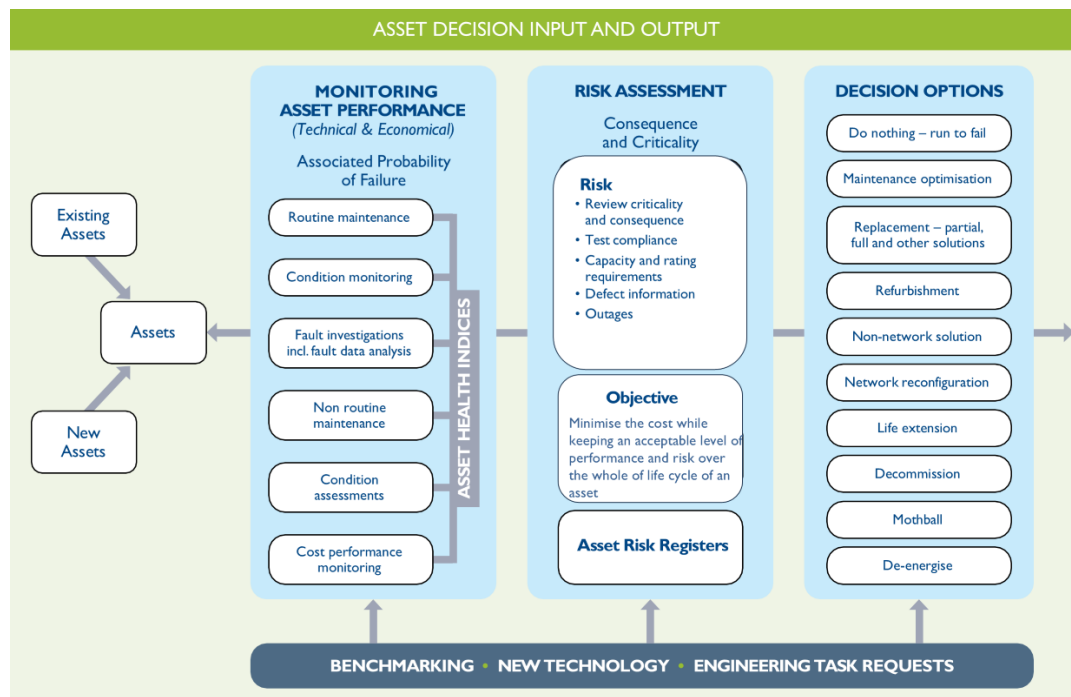 ASSET DECISION INPUT AND OUTPUT
Existing
Assets
Assets
New
Assets
MONITORING
ASSET PERFORMANCE
(Technical & Economical)
Associated Probability
of Failure
Routine maintenance
Condition monitoring
Fault investigations
incl. fault data analysis
Non routine
maintenance
Condition
assessments
Cost performance
monitoring
ASSET HEALTH INDICES
RISK ASSESSMENT
Consequence
and Criticality
Risk
• Review criticality
and consequence
• Test compliance
• Capacity and rating
requirements
• Defect information
• Outages
Objective
Minimise the cost while
keeping an acceptable level of
performance and risk over
the whole of life cycle of an
asset
Asset Risk Registers
DECISION OPTIONS
Do nothing – run to fail
Maintenance optimisation
Replacement – partial,
full and other solutions
Refurbishment
Non-network solution
Network reconfiguration
Life extension
Decommission
Mothball
De-energise
BENCHMARKING • NEW TECHNOLOGY • ENGINEERING TASK REQUESTS